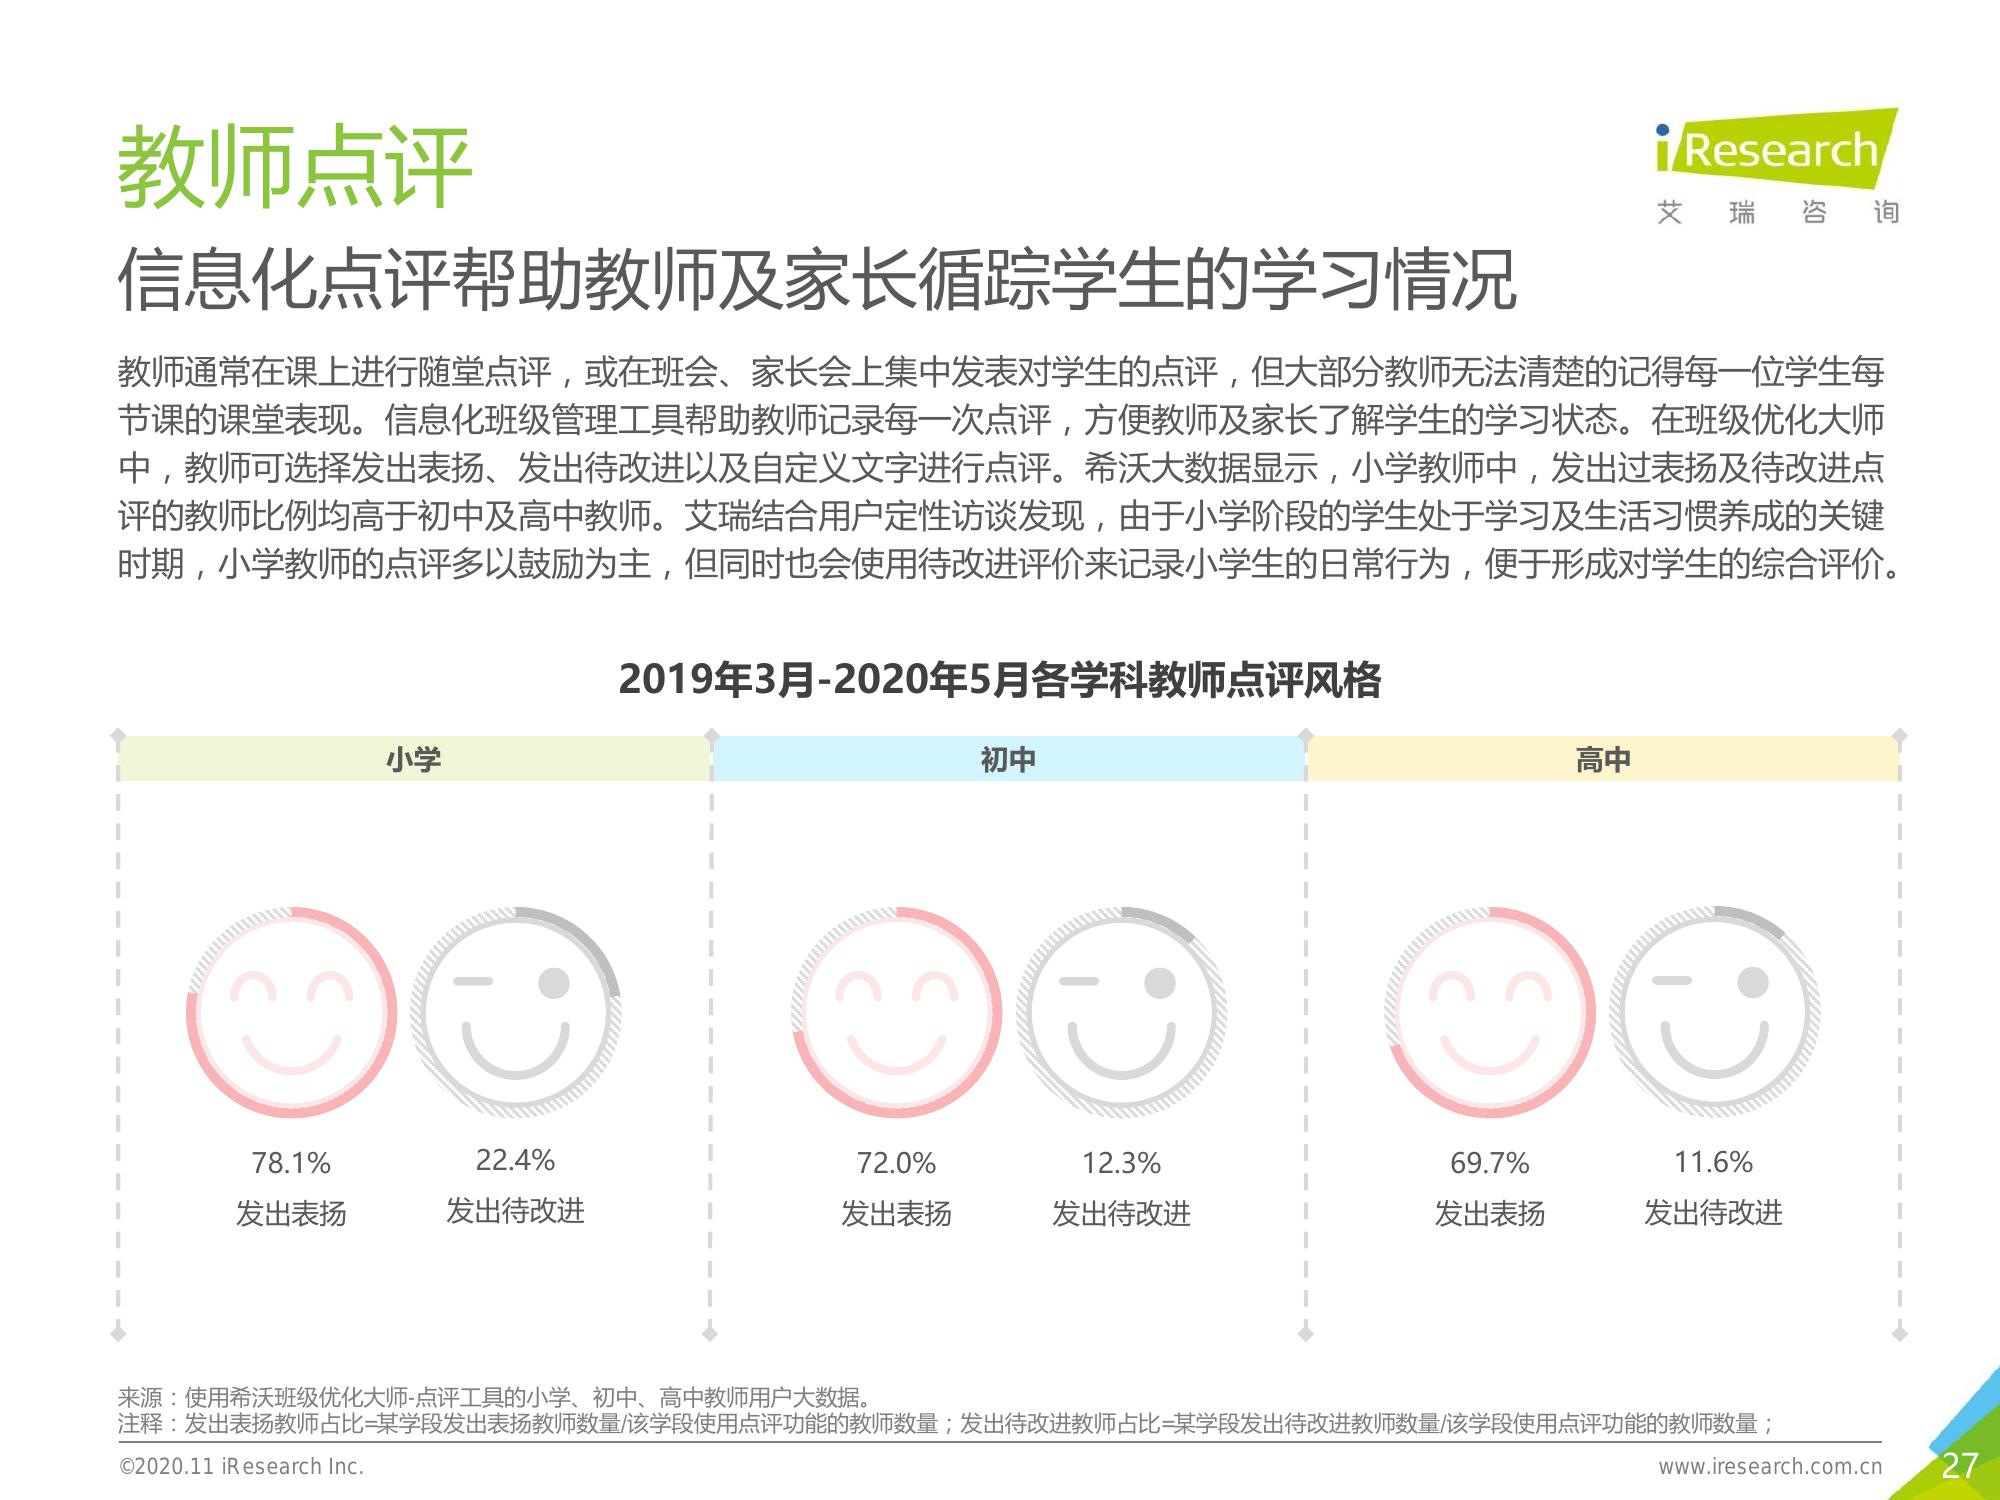 教师点评
iResearch
艾瑞咨询
信息化点评帮助教师及家长循踪学生的学习情况
教师通常在课上进行随堂点评，或在班会、家长会上集中发表对学生的点评，但大部分教师无法清楚的记得每一位学生每
节课的课堂表现。信息化班级管理工具帮助教师记录每一次点评，方便教师及家长了解学生的学习状态。在班级优化大师
中，教师可选择发出表扬、发出待改进以及自定义文字进行点评。希沃大数据显示，小学教师中，发出过表扬及待改进点
评的教师比例均高于初中及高中教师。艾瑞结合用户定性访谈发现，由于小学阶段的学生处于学习及生活习惯养成的关键
时期，小学教师的点评多以鼓励为主，但同时也会使用待改进评价来记录小学生的日常行为，便于形成对学生的综合评价。
2019年3月-2020年5月各学科教师点评风格
小学
初中
高中
78.1%
发出表扬
22.4%
发出待改进
72.0%
发出表扬
12.3%
发出待改进
69.7%
发出表扬
11.6%
发出待改进
来源：使用希沃班级优化大师-点评工具的小学、初中、高中教师用户大数据。
注释：发出表扬教师占比=某学段发出表扬教师数量/该学段使用点评功能的教师数量；发出待改进教师占比=某学段发出待改进教师数量/该学段使用点评功能的教师数量；
©2020.11 iResearch Inc.
www.iresearch.com.cn
27